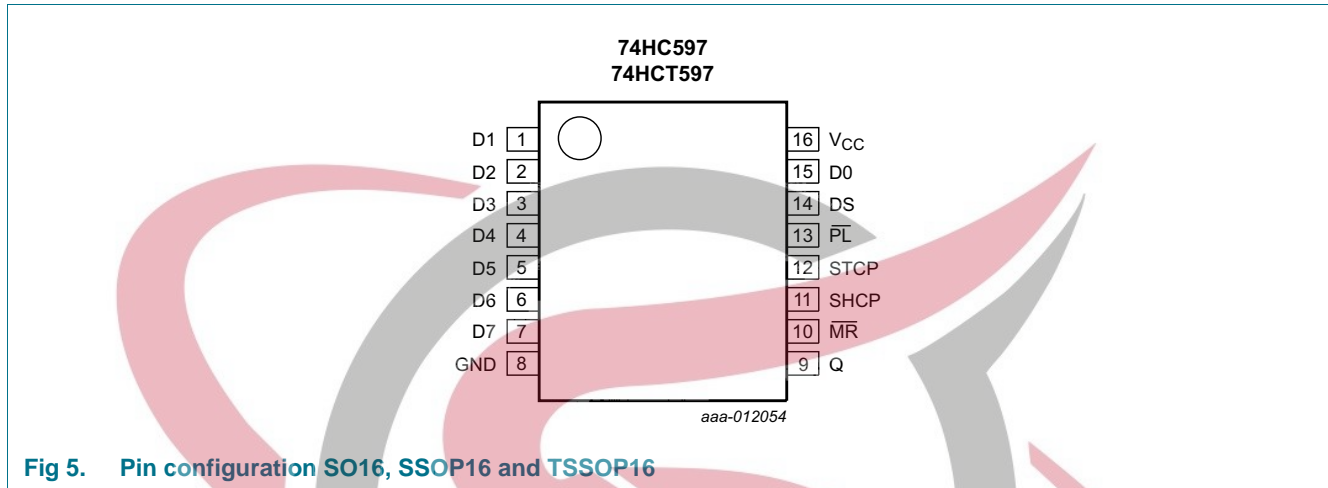 74HC597
74HCT597
D1 1
D2 2
D3 3
D4 4
D5 5
D6 6
D7 7
GND 8
16 VCC
15 D0
14 DS
13 P̅L̅
12 STCP
11 SHCP
10 M̅R̅
9 Q
aaa-012054
Fig 5. Pin configuration SO16, SSOP16 and TSSOP16